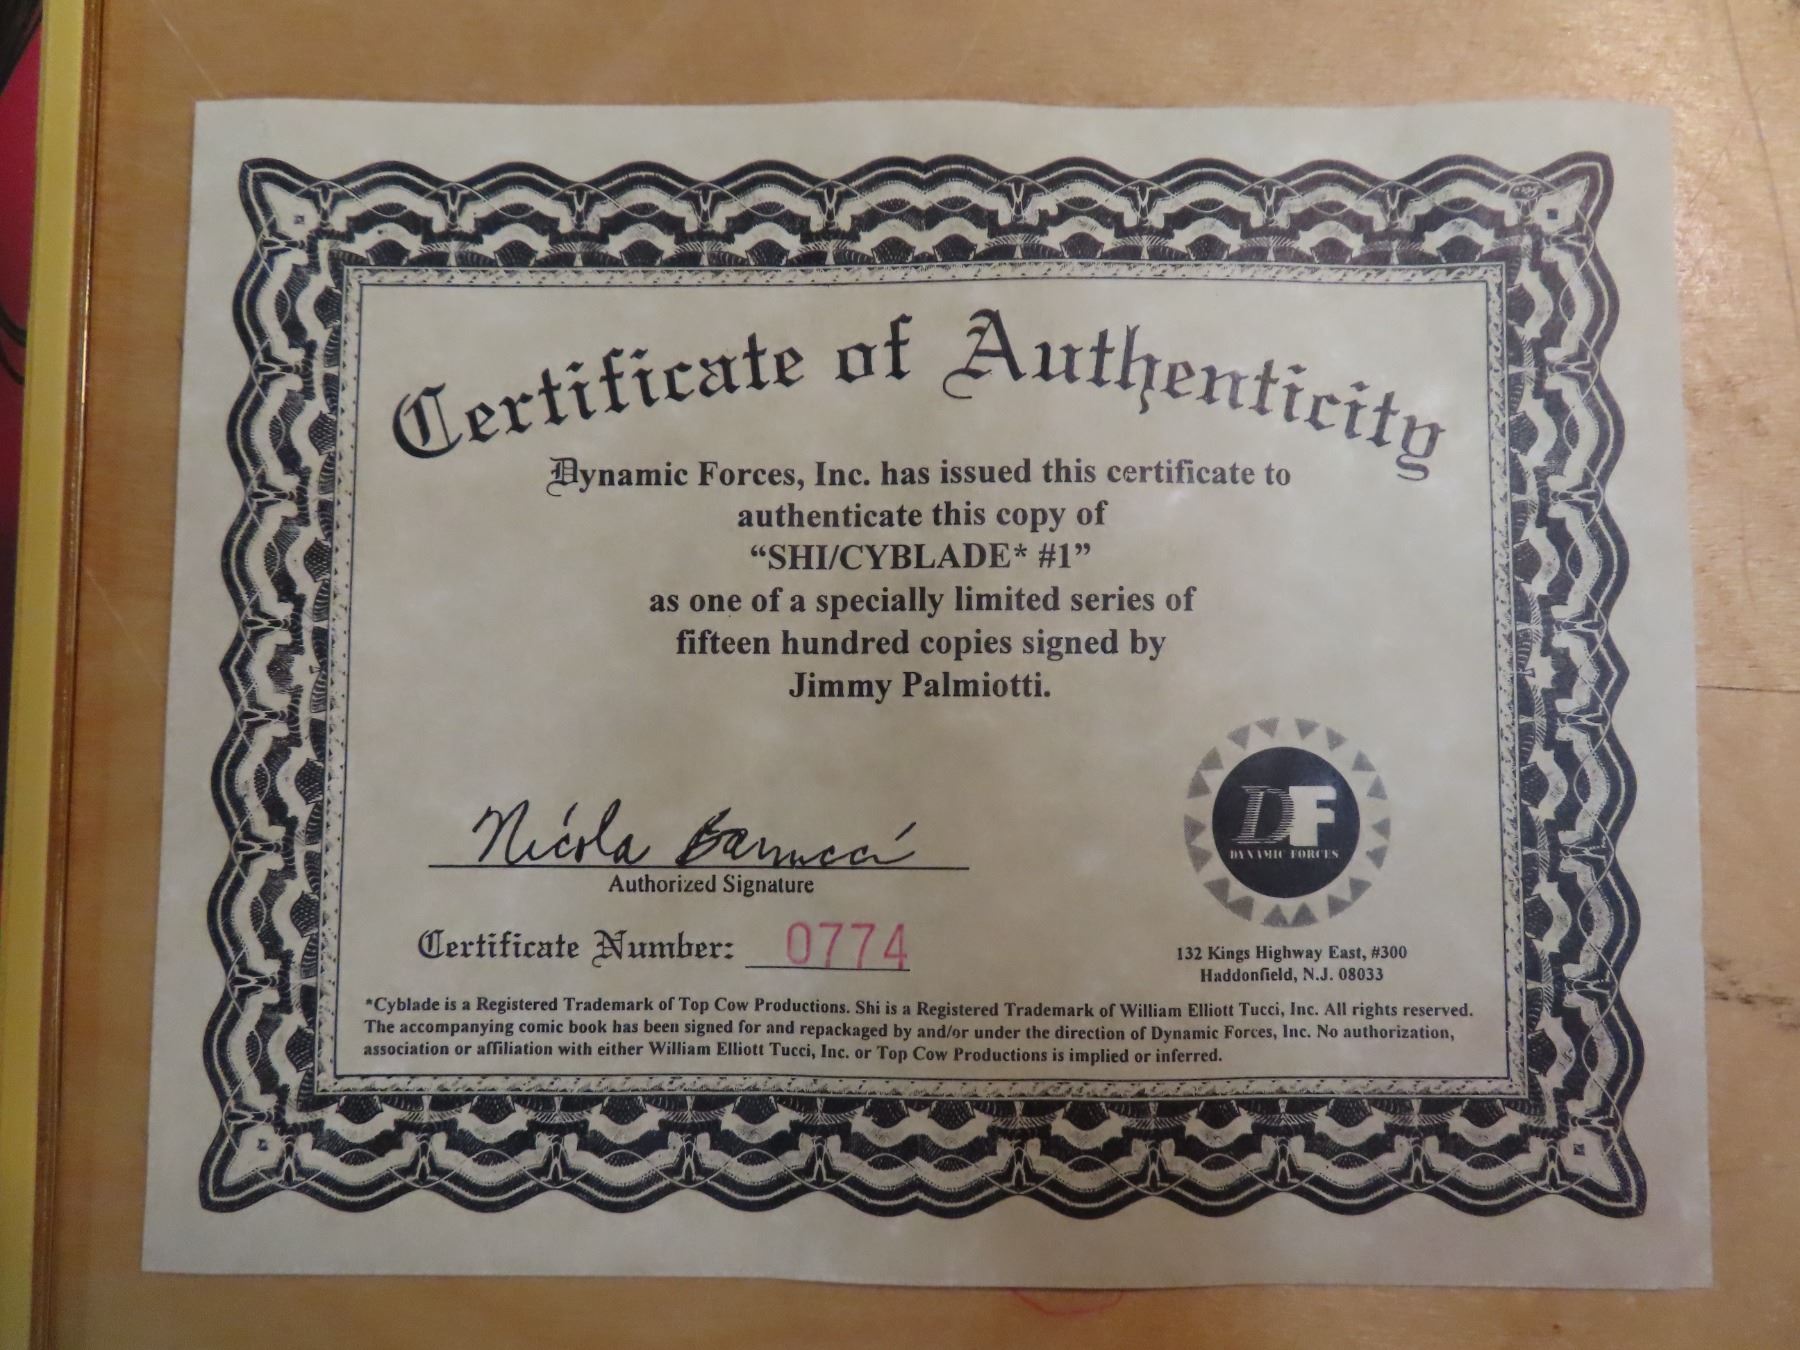 Certificate of Authenticity
Dynamic Forces, Inc. has issued this certificate to
authenticate this copy of
“SHI/CYBLADE* #1”
as one of a specially limited series of
fifteen hundred copies signed by
Jimmy Palmiotti.
Nicola Barrucci
Authorized Signature
DF
DYNAMIC FORCES
Certificate Number: 0774
132 Kings Highway East, #300
Haddonfield, N.J. 08033
*Cyblade is a Registered Trademark of Top Cow Productions. Shi is a Registered Trademark of William Elliott Tucci, Inc. All rights reserved.
The accompanying comic book has been signed for and repackaged by and/or under the direction of Dynamic Forces, Inc. No authorization,
association or affiliation with either William Elliott Tucci, Inc. or Top Cow Productions is implied or inferred.